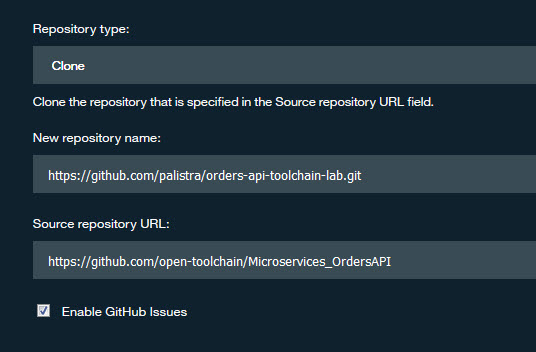 Repository type:
Clone
Clone the repository that is specified in the Source repository URL field.
New repository name:
https://github.com/palistra/orders-api-toolchain-lab.git
Source repository URL:
https://github.com/open-toolchain/Microservices_OrdersAPI
Enable GitHub Issues